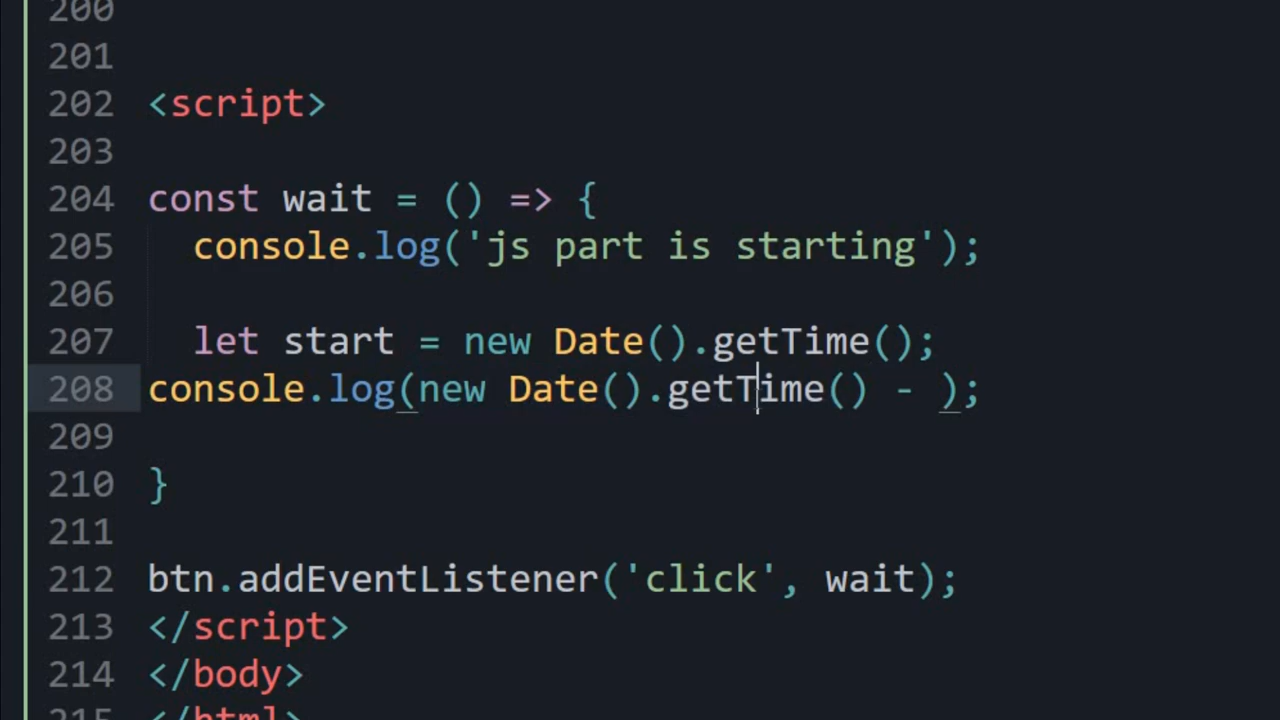 200
201
202 <script>
203
204 const wait = () => {
205   console.log('js part is starting');
206
207   let start = new Date().getTime();
208 console.log(new Date().getTime() - );
209
210 }
211
212 btn.addEventListener('click', wait);
213 </script>
214 </body>
215 </html>